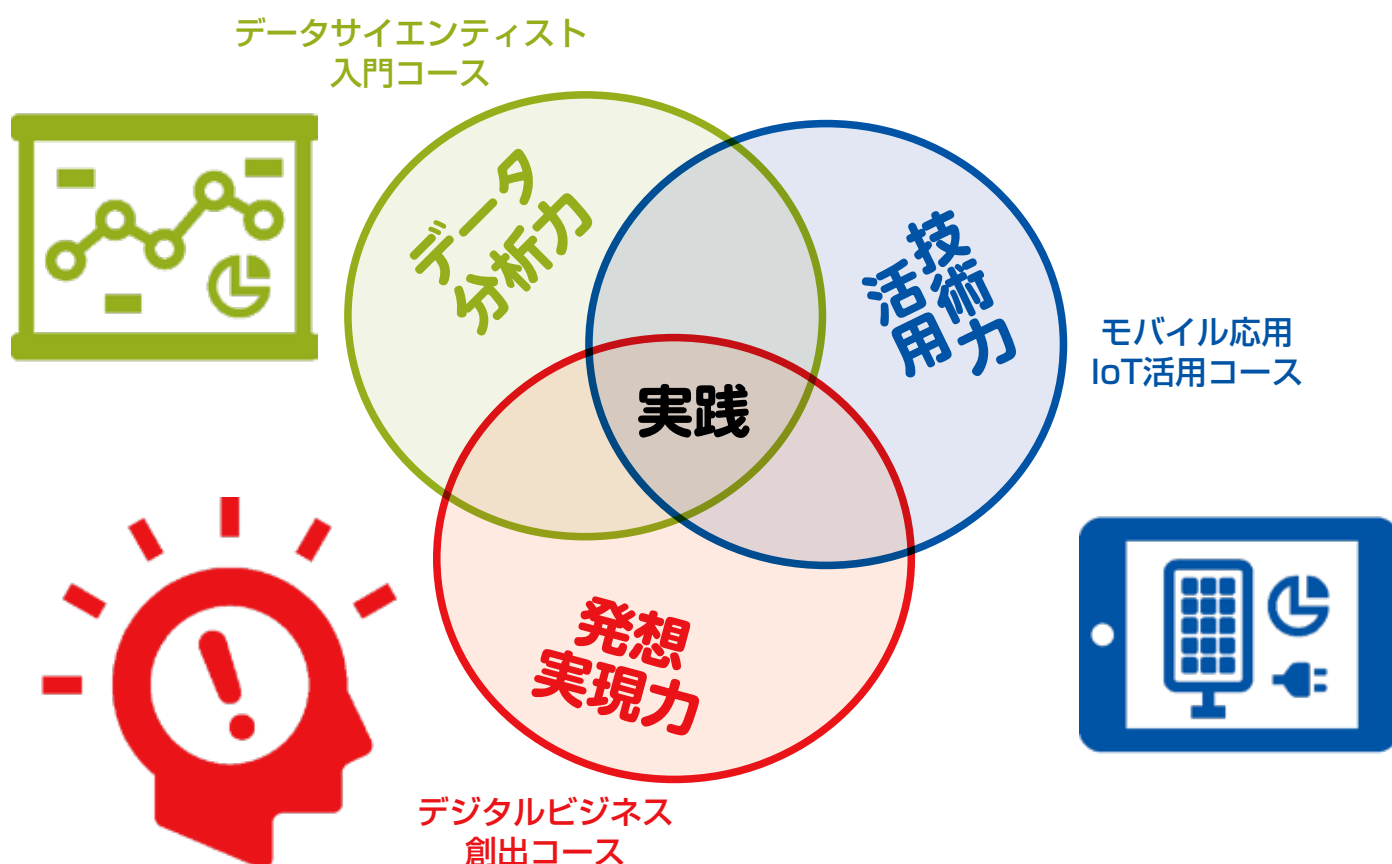 データサイエンティスト
入門コース
データ
分析力
技術力
活用
モバイル応用
IoT活用コース
実践
発想
実現力
デジタルビジネス
創出コース